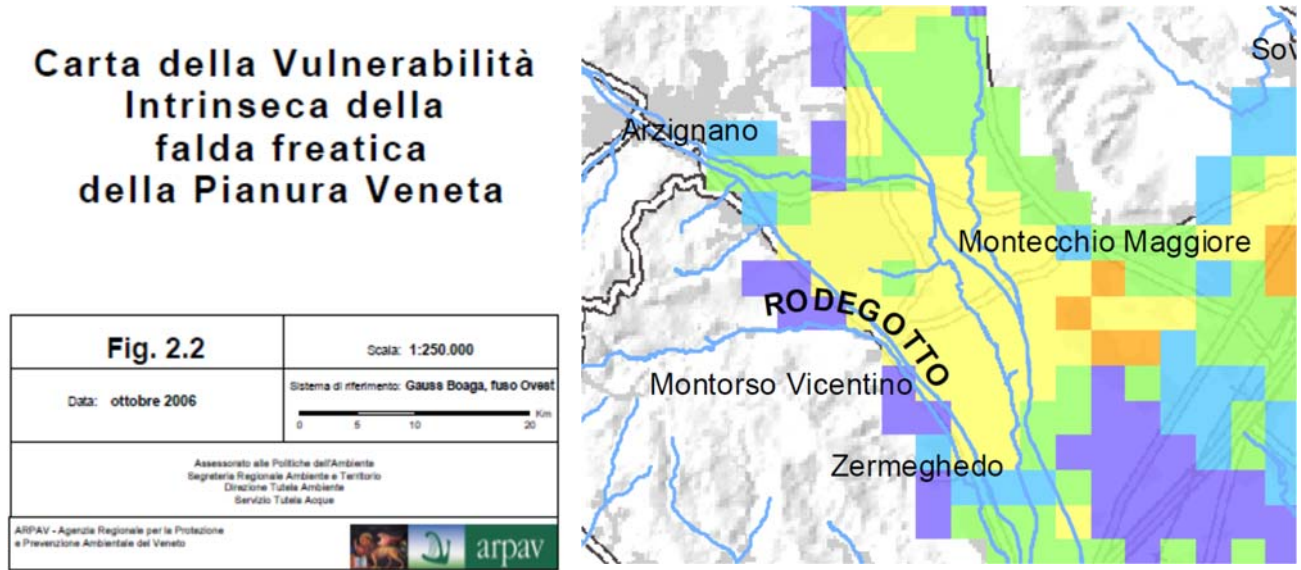 Carta della Vulnerabilità
Intrinseca della
falda freatica
della Pianura Veneta
Fig. 2.2
Scala: 1:250.000
Data: ottobre 2006
Sistema di riferimento: Gauss Boaga, fuso Ovest
Km
0 5 10 20
Assessorato alle Politiche dell'Ambiente
Segreteria Regionale Ambiente e Territorio
Direzione Tutela Ambiente
Servizio Tutela Acque
ARPAV - Agenzia Regionale per la Protezione
e Prevenzione Ambientale del Veneto
arpav
Sov
Arzignano
Montecchio Maggiore
RODEGOTTO
Montorso Vicentino
Zermeghedo